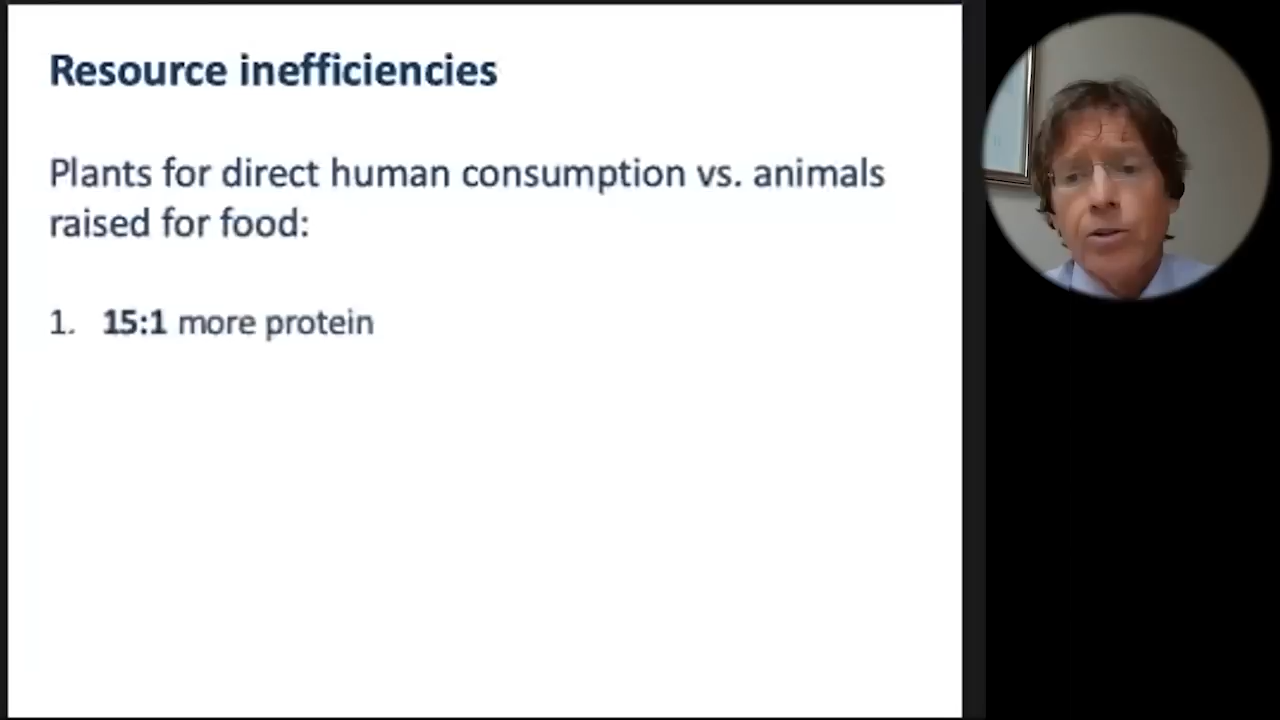 Resource inefficiencies
Plants for direct human consumption vs. animals
raised for food:
1. 15:1 more protein